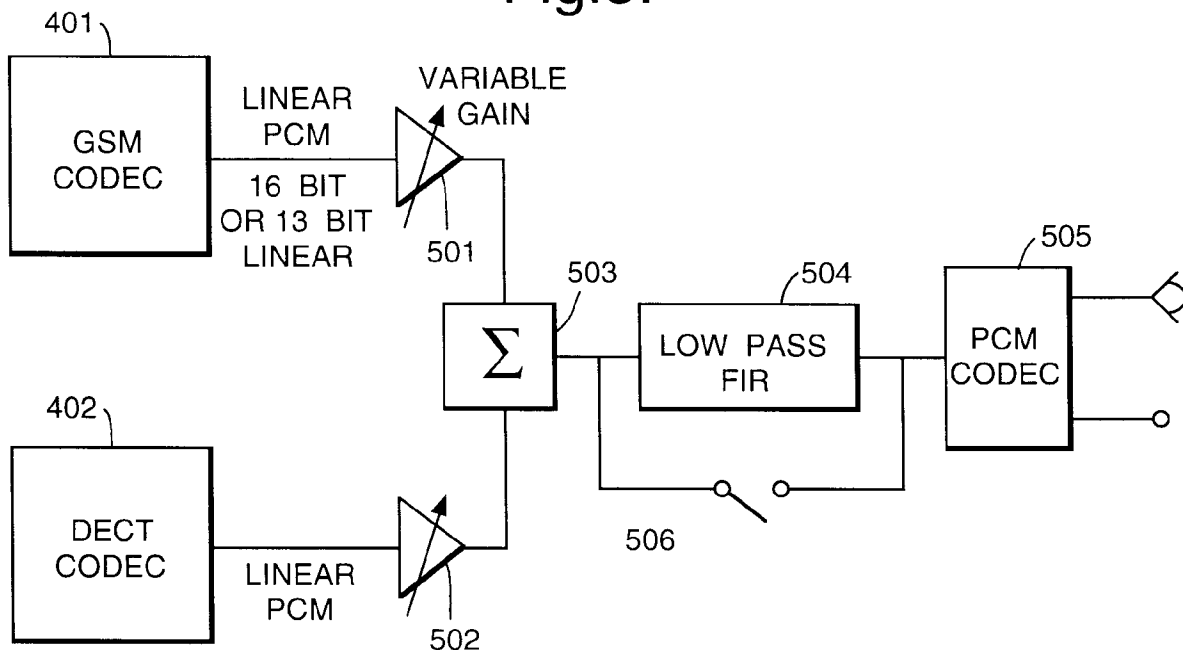 401
GSM
CODEC
LINEAR
PCM
16 BIT
OR 13 BIT
LINEAR
VARIABLE
GAIN
501
503
Σ
504
LOW PASS
FIR
505
PCM
CODEC
506
402
DECT
CODEC
LINEAR
PCM
502